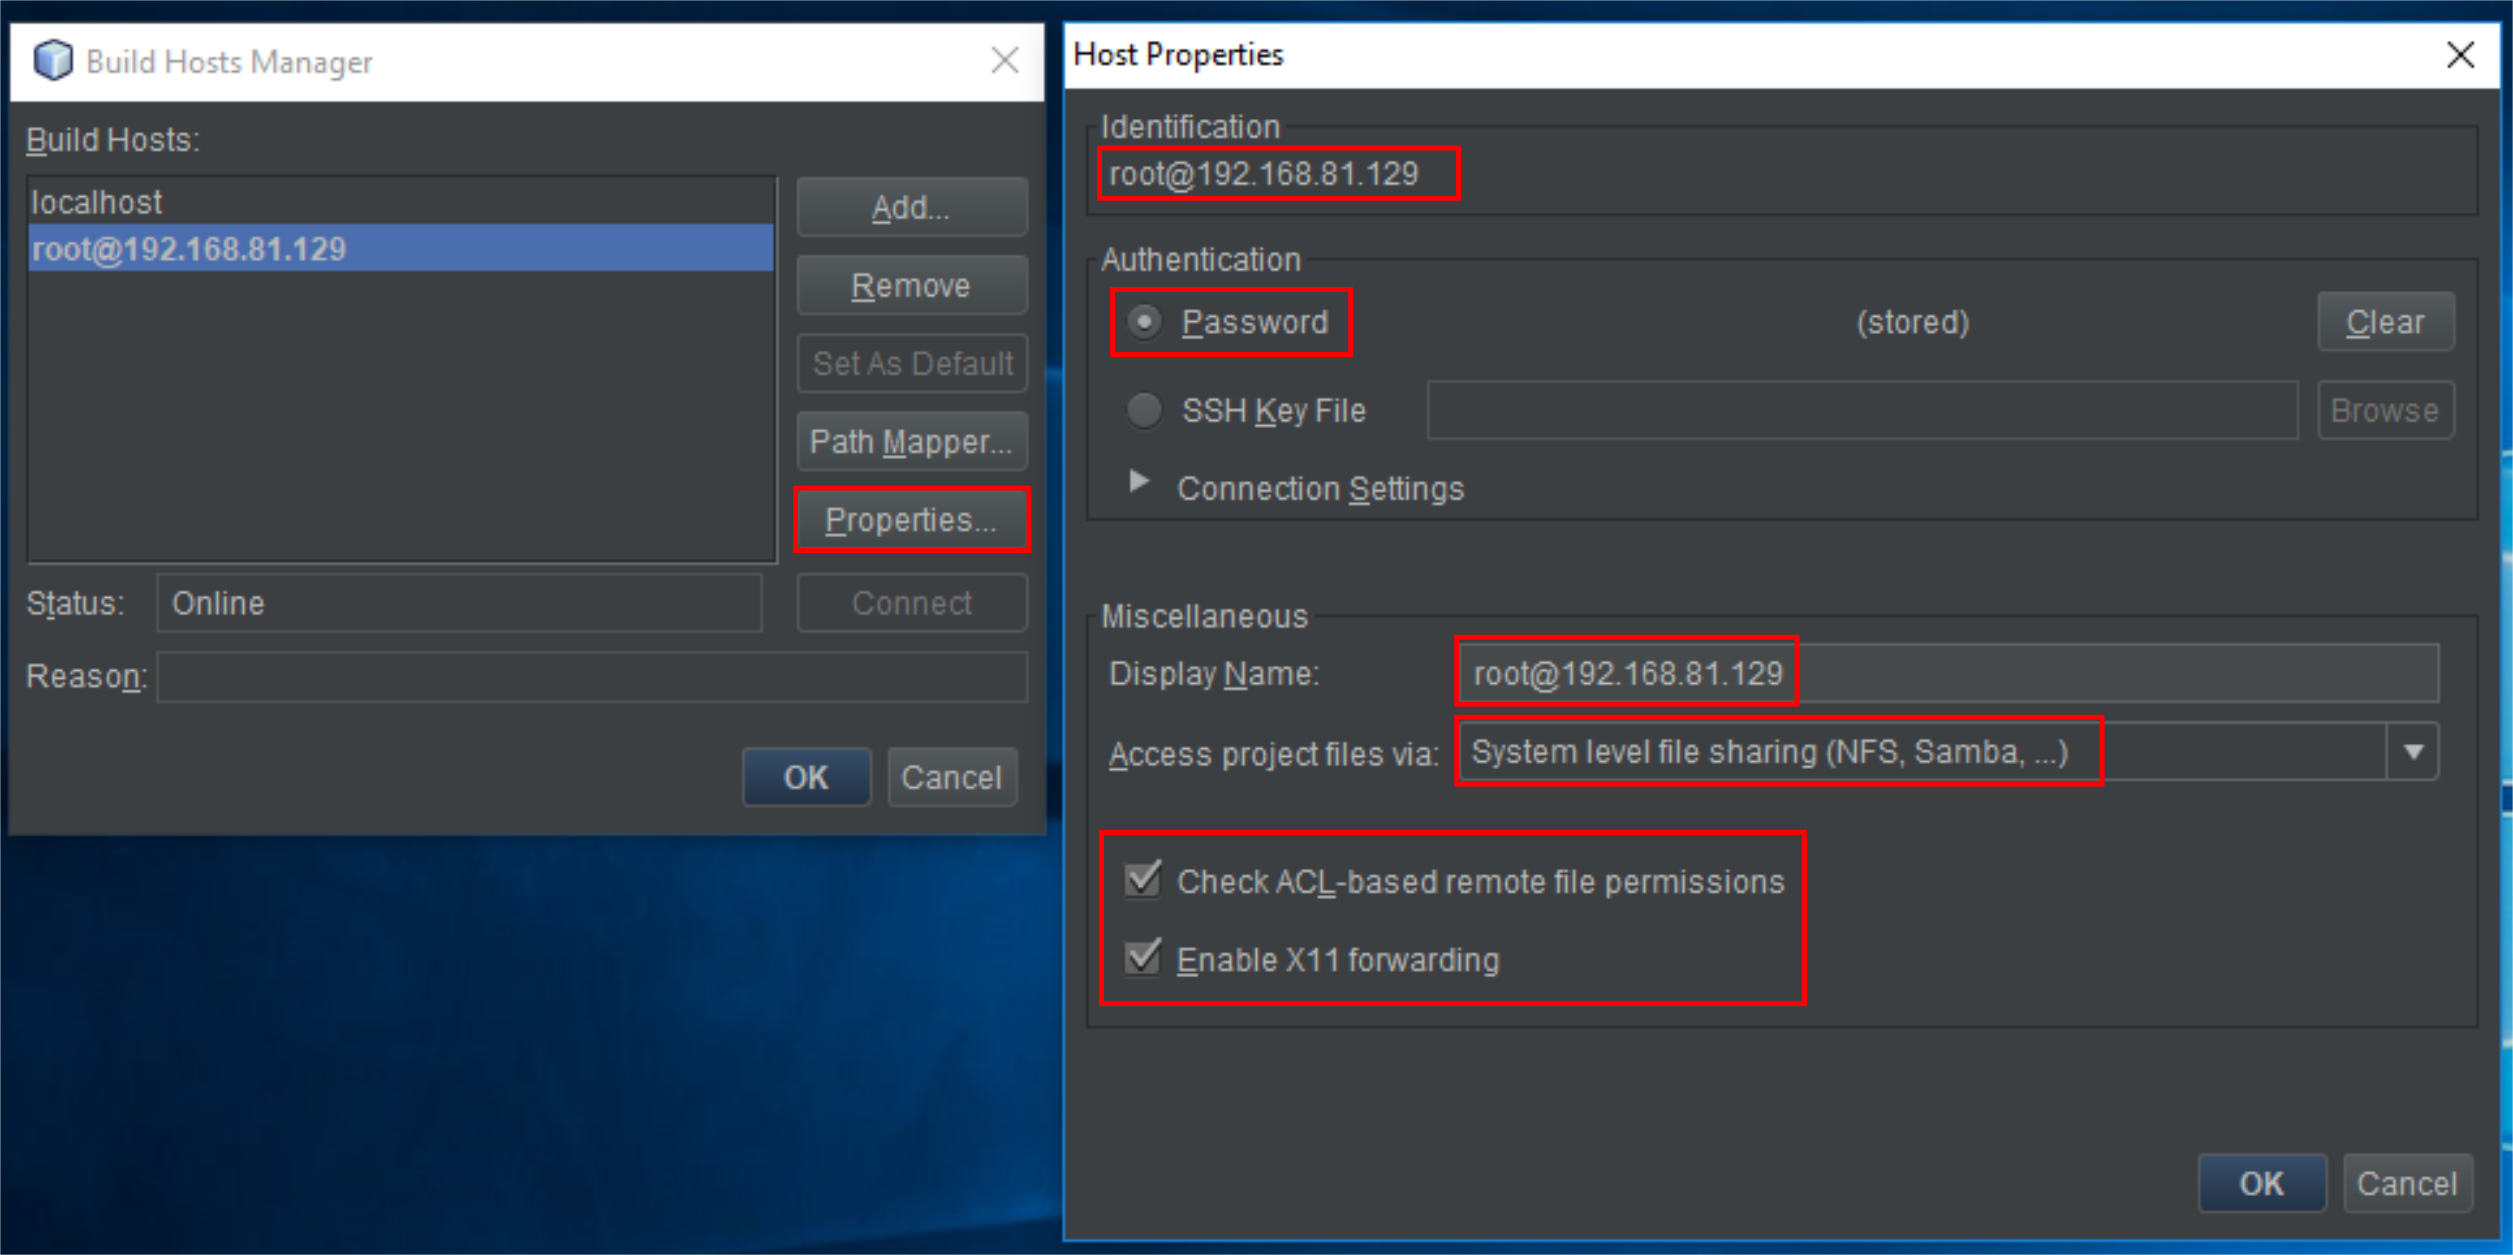 Build Hosts Manager
Build Hosts:
localhost
root@192.168.81.129
Add...
Remove
Set As Default
Path Mapper...
Properties...
Status: Online
Connect
Reason:
OK Cancel
Host Properties
Identification
root@192.168.81.129
Authentication
Password (stored) Clear
SSH Key File Browse
Connection Settings
Miscellaneous
Display Name: root@192.168.81.129
Access project files via: System level file sharing (NFS, Samba, ...)
Check ACL-based remote file permissions
Enable X11 forwarding
OK Cancel